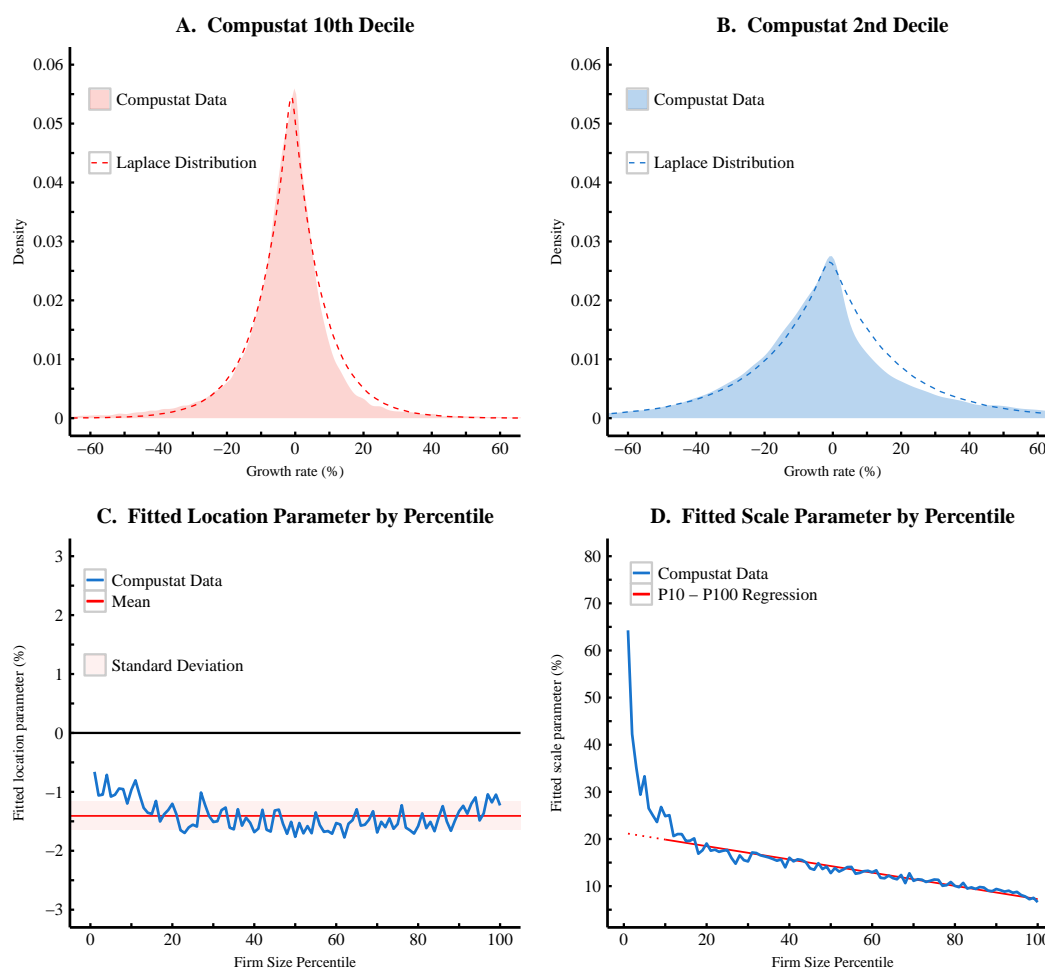 A. Compustat 10th Decile
0.06
0.05
0.04
0.03
0.02
0.01
0
Density
Compustat Data
Laplace Distribution
−60
−40
−20
0
20
40
60
Growth rate (%)
B. Compustat 2nd Decile
0.06
0.05
0.04
0.03
0.02
0.01
0
Density
Compustat Data
Laplace Distribution
−60
−40
−20
0
20
40
60
Growth rate (%)
C. Fitted Location Parameter by Percentile
3
2
1
0
−1
−2
−3
Fitted location parameter (%)
Compustat Data
Mean
Standard Deviation
0
20
40
60
80
100
Firm Size Percentile
D. Fitted Scale Parameter by Percentile
80
70
60
50
40
30
20
10
Fitted scale parameter (%)
Compustat Data
P10 − P100 Regression
0
20
40
60
80
100
Firm Size Percentile